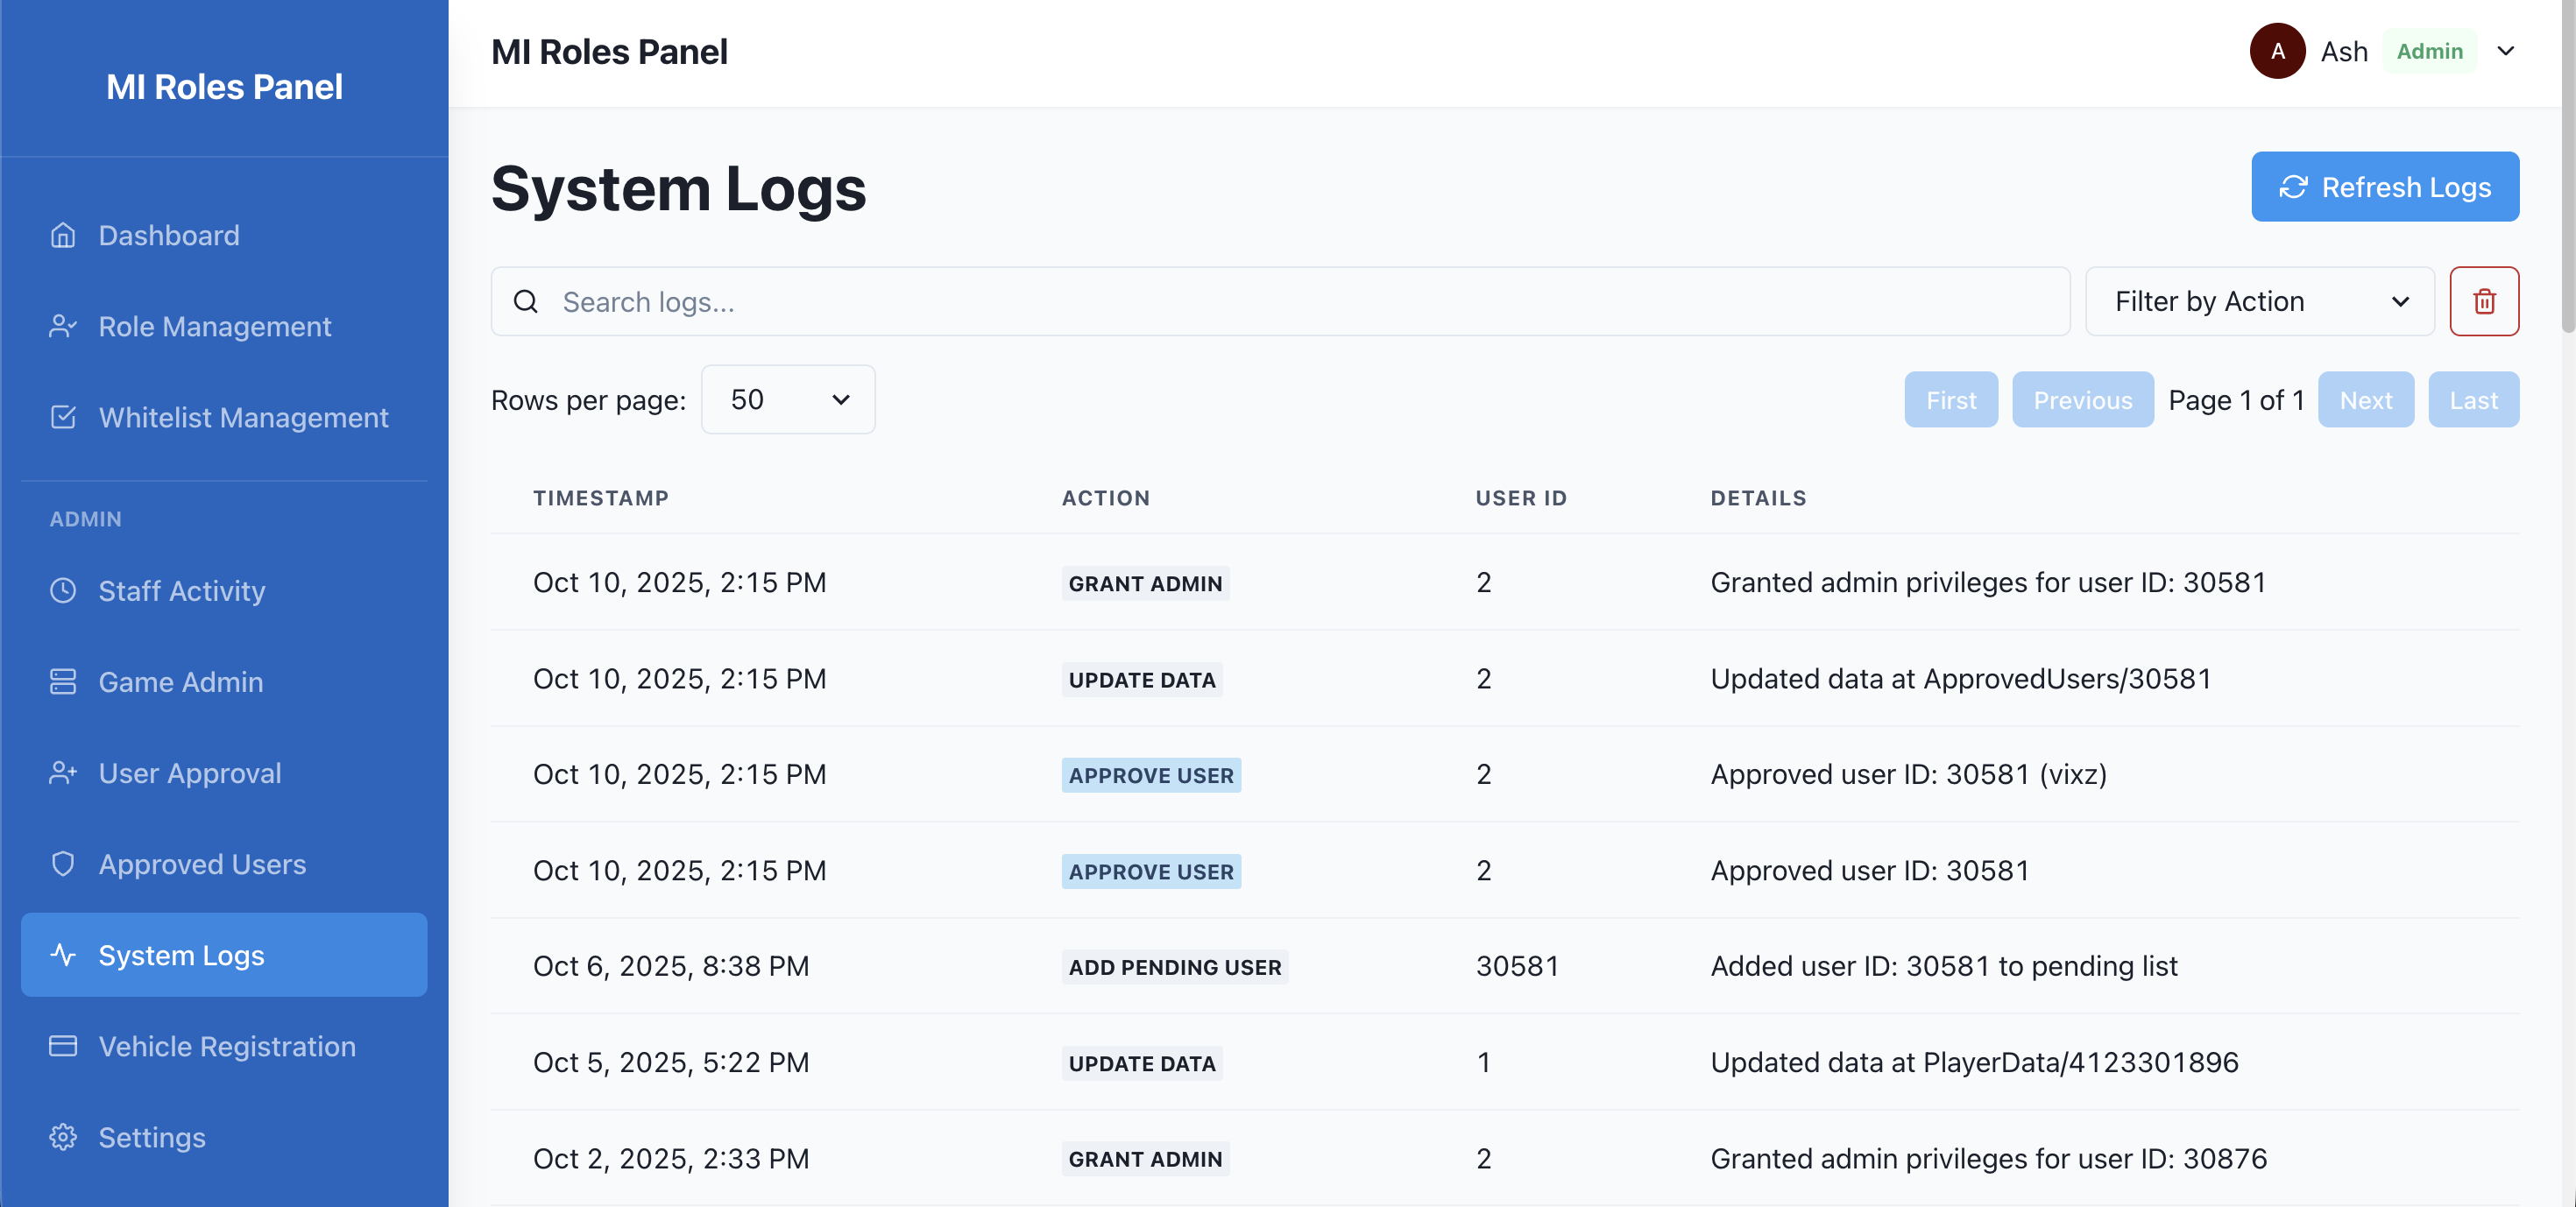 MI Roles Panel
Dashboard
Role Management
Whitelist Management
ADMIN
Staff Activity
Game Admin
User Approval
Approved Users
System Logs
Vehicle Registration
Settings
MI Roles Panel
A Ash Admin
System Logs
Refresh Logs
Search logs...
Filter by Action
Rows per page: 50
First Previous Page 1 of 1 Next Last
TIMESTAMP ACTION USER ID DETAILS
Oct 10, 2025, 2:15 PM GRANT ADMIN 2 Granted admin privileges for user ID: 30581
Oct 10, 2025, 2:15 PM UPDATE DATA 2 Updated data at ApprovedUsers/30581
Oct 10, 2025, 2:15 PM APPROVE USER 2 Approved user ID: 30581 (vixz)
Oct 10, 2025, 2:15 PM APPROVE USER 2 Approved user ID: 30581
Oct 6, 2025, 8:38 PM ADD PENDING USER 30581 Added user ID: 30581 to pending list
Oct 5, 2025, 5:22 PM UPDATE DATA 1 Updated data at PlayerData/4123301896
Oct 2, 2025, 2:33 PM GRANT ADMIN 2 Granted admin privileges for user ID: 30876